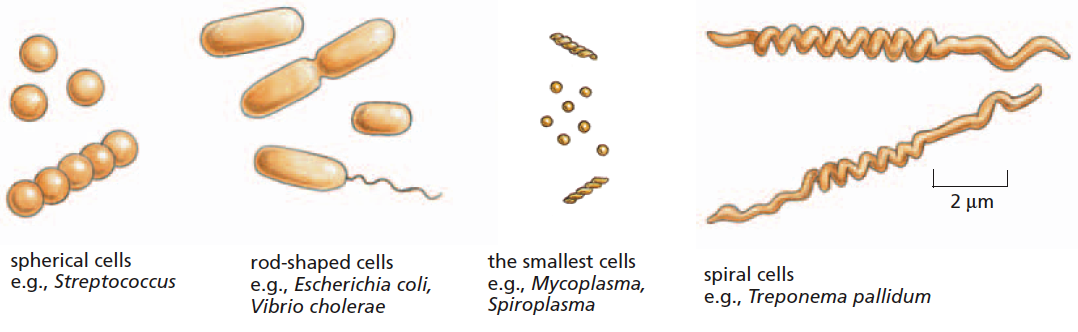 2 μm
spherical cells
e.g., Streptococcus
rod-shaped cells
e.g., Escherichia coli,
Vibrio cholerae
the smallest cells
e.g., Mycoplasma,
Spiroplasma
spiral cells
e.g., Treponema pallidum